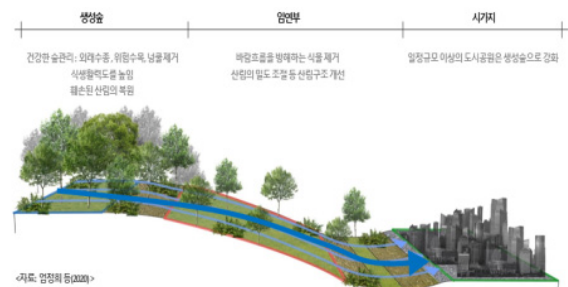 생성숲
임연부
시가지
건강한 숲관리 : 외래수종, 위험수목, 넝쿨제거
식생활력도를 높임
훼손된 산림의 복원
바람흐름을 방해하는 식물 제거
산림의 밀도 조절 등 산림구조 개선
일정규모 이상의 도시공원은 생성숲으로 강화
<자료: 엄정희 등(2020)>